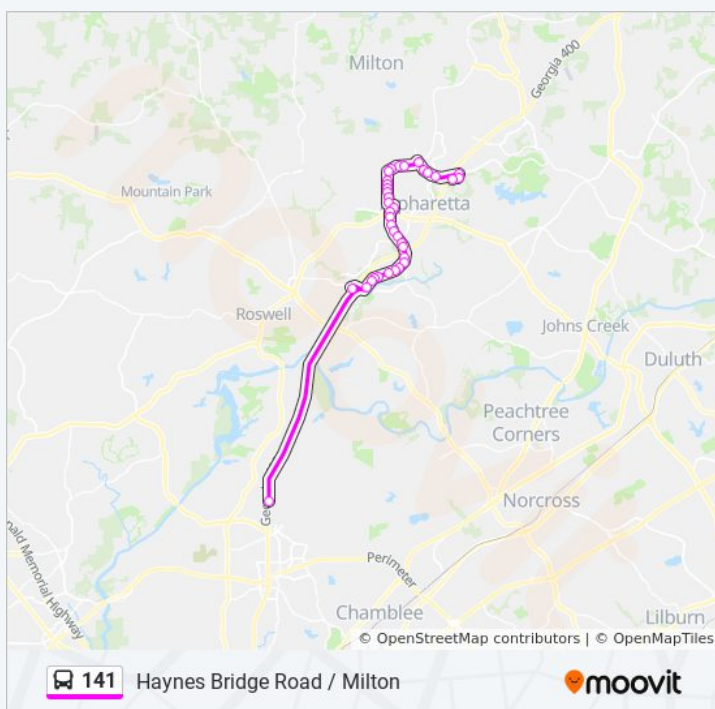 Milton
Georgia 400
Mountain Park
pharetta
Roswell
Johns Creek
Duluth
Peachtree
Corners
Norcross
Ge
nald Memorial Highway
Perimeter
Chamblee
Lilburn
© OpenStreetMap contributors | © OpenMapTiles
141 Haynes Bridge Road / Milton
moovit